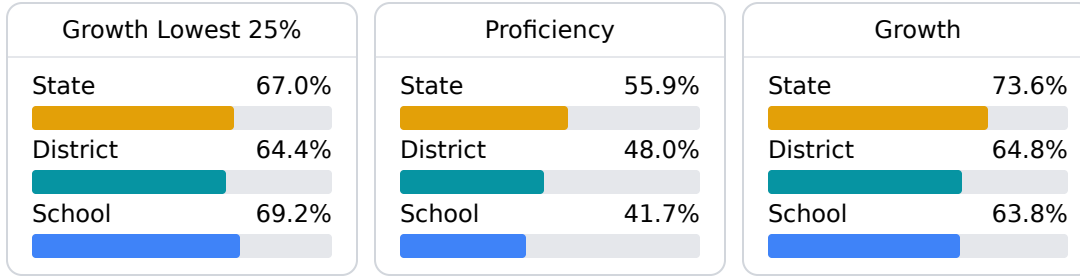 Growth Lowest 25%
State 67.0%
District 64.4%
School 69.2%
Proficiency
State 55.9%
District 48.0%
School 41.7%
Growth
State 73.6%
District 64.8%
School 63.8%